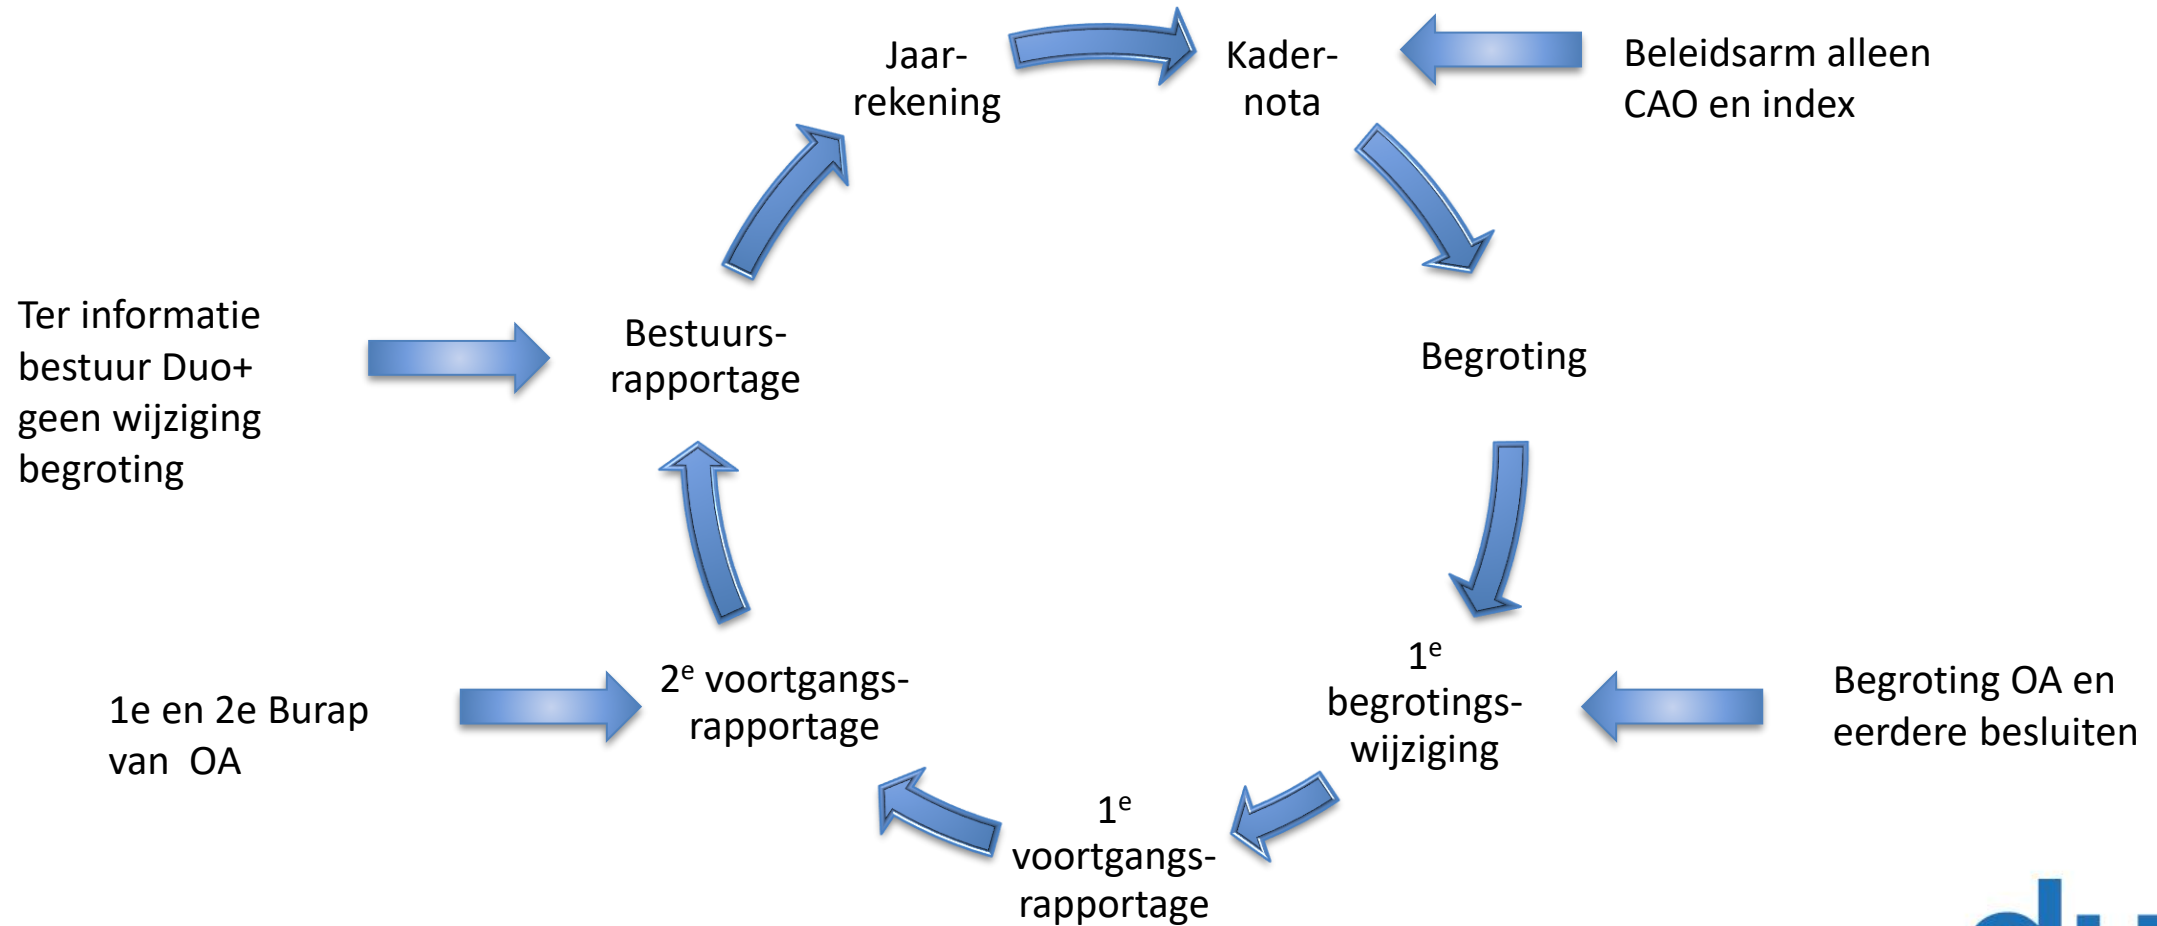 Jaar-
rekening
Kader-
nota
Beleidsarm alleen
CAO en index
Ter informatie
bestuur Duo+
geen wijziging
begroting
Bestuurs-
rapportage
Begroting
1e en 2e Burap
van OA
2e voortgangs-
rapportage
1e
begrotings-
wijziging
Begroting OA en
eerdere besluiten
1e
voortgangs-
rapportage